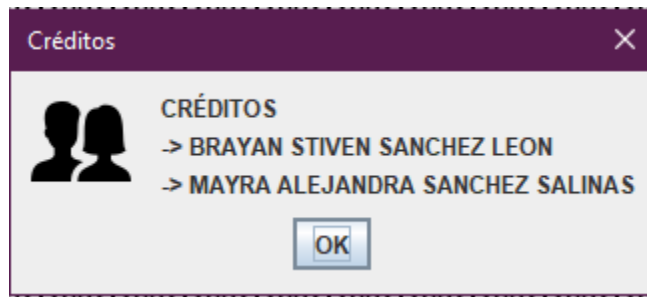 Créditos
CRÉDITOS
-> BRAYAN STIVEN SANCHEZ LEON
-> MAYRA ALEJANDRA SANCHEZ SALINAS
OK